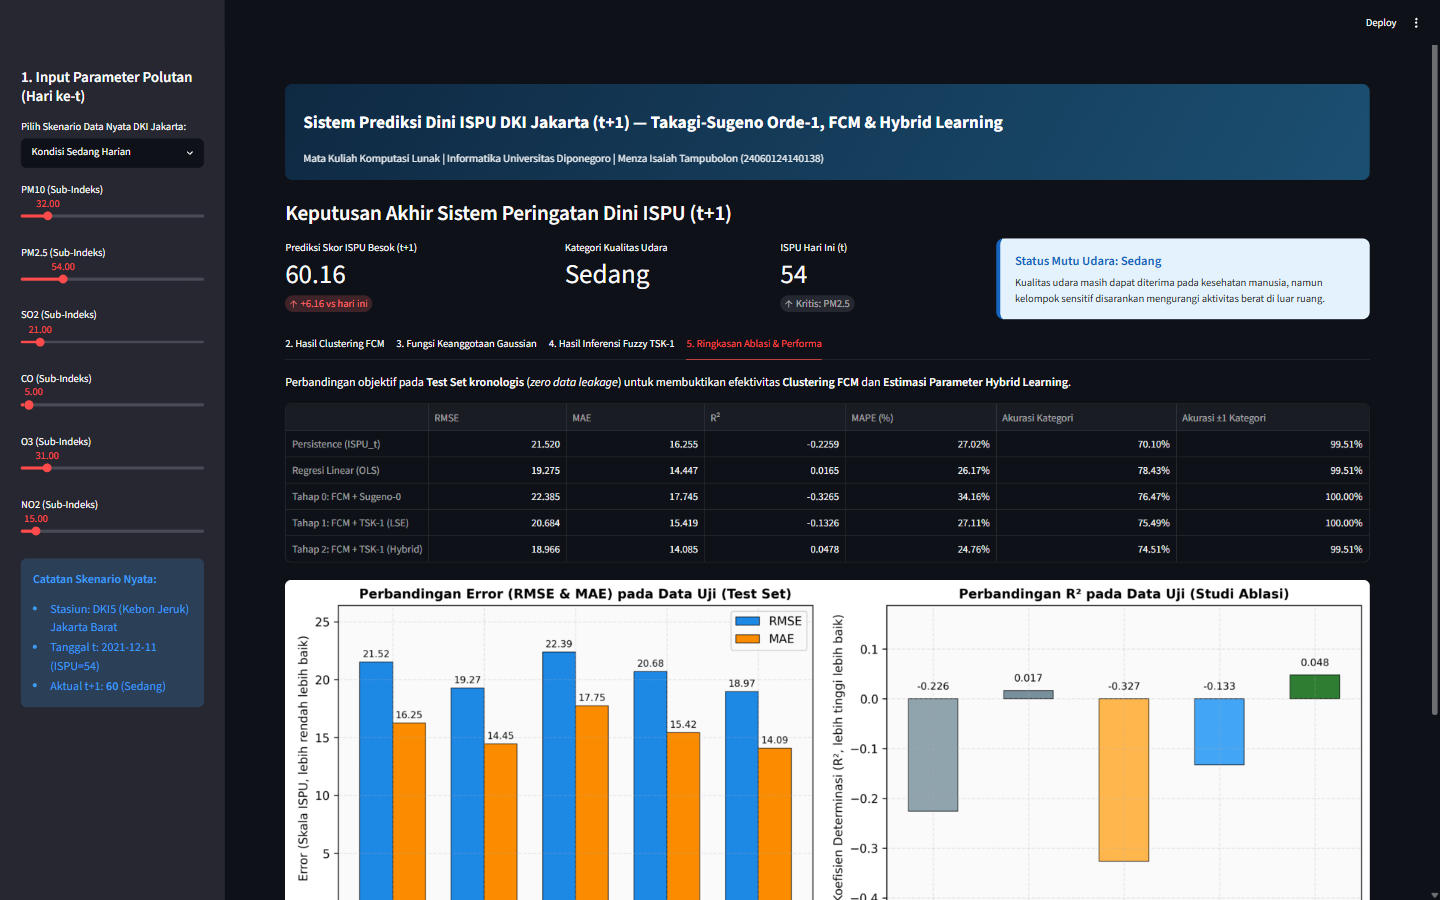 Deploy
1. Input Parameter Polutan
(Hari ke-t)
Pilih Skenario Data Nyata DKI Jakarta:
Kondisi Sedang Harian
PM10 (Sub-Indeks)
32.00
PM2.5 (Sub-Indeks)
54.00
SO2 (Sub-Indeks)
21.00
CO (Sub-Indeks)
5.00
O3 (Sub-Indeks)
31.00
NO2 (Sub-Indeks)
15.00
Catatan Skenario Nyata:
• Stasiun: DKI5 (Kebon Jeruk)
Jakarta Barat
• Tanggal t: 2021-12-11
(ISPU=54)
• Aktual t+1: 60 (Sedang)
Sistem Prediksi Dini ISPU DKI Jakarta (t+1) — Takagi-Sugeno Orde-1, FCM & Hybrid Learning
Mata Kuliah Komputasi Lunak | Informatika Universitas Diponegoro | Menza Isaiah Tampubolon (24060124140138)
Keputusan Akhir Sistem Peringatan Dini ISPU (t+1)
Prediksi Skor ISPU Besok (t+1)
60.16
↑ +6.16 vs hari ini
Kategori Kualitas Udara
Sedang
ISPU Hari Ini (t)
54
↑ Kritis: PM2.5
Status Mutu Udara: Sedang
Kualitas udara masih dapat diterima pada kesehatan manusia, namun
kelompok sensitif disarankan mengurangi aktivitas berat di luar ruang.
2. Hasil Clustering FCM 3. Fungsi Keanggotaan Gaussian 4. Hasil Inferensi Fuzzy TSK-1 5. Ringkasan Ablasi & Performa
Perbandingan objektif pada Test Set kronologis (zero data leakage) untuk membuktikan efektivitas Clustering FCM dan Estimasi Parameter Hybrid Learning.
RMSE MAE R² MAPE (%) Akurasi Kategori Akurasi ±1 Kategori
Persistence (ISPU_t) 21.520 16.255 -0.2259 27.02% 70.10% 99.51%
Regresi Linear (OLS) 19.275 14.447 0.0165 26.17% 78.43% 99.51%
Tahap 0: FCM + Sugeno-0 22.385 17.745 -0.3265 34.16% 76.47% 100.00%
Tahap 1: FCM + TSK-1 (LSE) 20.684 15.419 -0.1326 27.11% 75.49% 100.00%
Tahap 2: FCM + TSK-1 (Hybrid) 18.966 14.085 0.0478 24.76% 74.51% 99.51%
Perbandingan Error (RMSE & MAE) pada Data Uji (Test Set)
Error (Skala ISPU, lebih rendah lebih baik)
25
20
15
10
5
RMSE
MAE
21.52
16.25
19.27
14.45
22.39
17.75
20.68
15.42
18.97
14.09
Perbandingan R² pada Data Uji (Studi Ablasi)
Koefisien Determinasi (R², lebih tinggi lebih baik)
0.1
0.0
−0.1
−0.2
−0.3
−0.4
-0.226
0.017
-0.327
-0.133
0.048